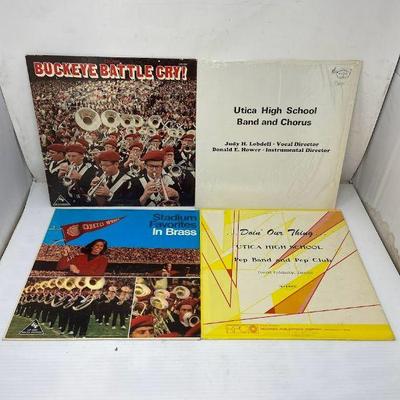 BUCKEYE BATTLE CRY!
Utica High School
Band and Chorus
Judy H. Lobdell - Vocal Director
Donald E. Hower - Instrumental Director
Stadium
Favorites
In Brass
...Doin' Our Thing...
UTICA HIGH SCHOOL
Pep Band and Pep Club